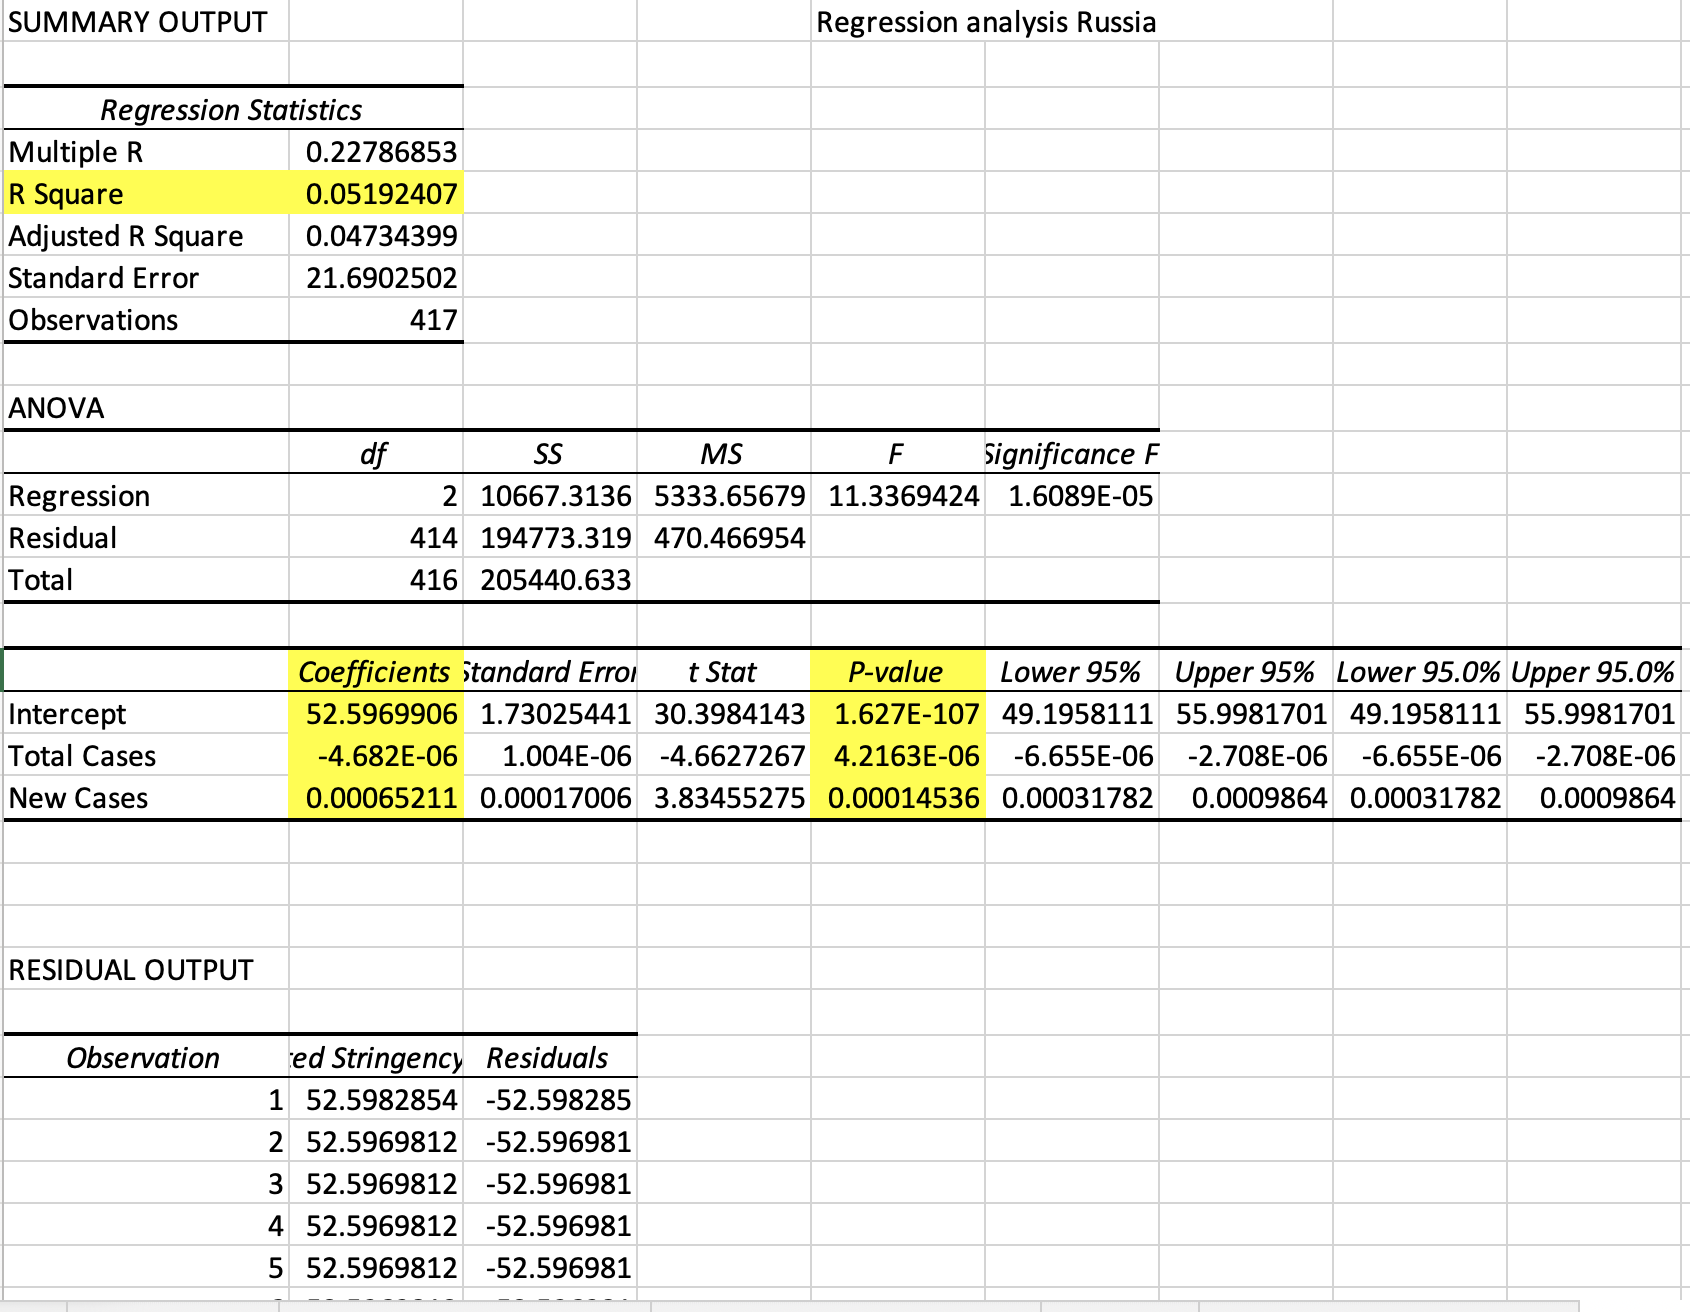 SUMMARY OUTPUT Regression analysis Russia
Regression Statistics
Multiple R 0.22786853
R Square 0.05192407
Adjusted R Square 0.04734399
Standard Error 21.6902502
Observations 417
ANOVA
df SS MS F Significance F
Regression 2 10667.3136 5333.65679 11.3369424 1.6089E-05
Residual 414 194773.319 470.466954
Total 416 205440.633
Coefficients Standard Error t Stat P-value Lower 95% Upper 95% Lower 95.0% Upper 95.0%
Intercept 52.5969906 1.73025441 30.3984143 1.627E-107 49.1958111 55.9981701 49.1958111 55.9981701
Total Cases -4.682E-06 1.004E-06 -4.6627267 4.2163E-06 -6.655E-06 -2.708E-06 -6.655E-06 -2.708E-06
New Cases 0.00065211 0.00017006 3.83455275 0.00014536 0.00031782 0.0009864 0.00031782 0.0009864
RESIDUAL OUTPUT
Observation ted Stringency Residuals
1 52.5982854 -52.598285
2 52.5969812 -52.596981
3 52.5969812 -52.596981
4 52.5969812 -52.596981
5 52.5969812 -52.596981